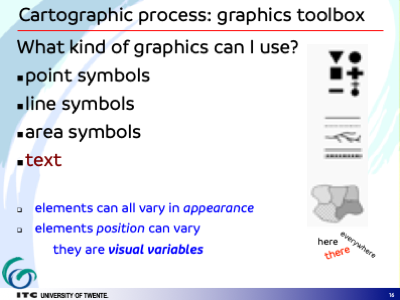 Cartographic process: graphics toolbox
What kind of graphics can I use?
point symbols
line symbols
area symbols
text
elements can all vary in appearance
elements position can vary
they are visual variables
here
everywhere
there
ITC UNIVERSITY OF TWENTE.
16